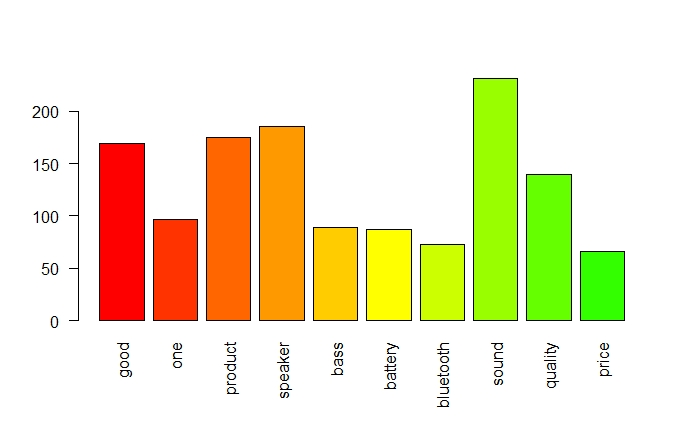 200
150
100
50
0
good
one
product
speaker
bass
battery
bluetooth
sound
quality
price